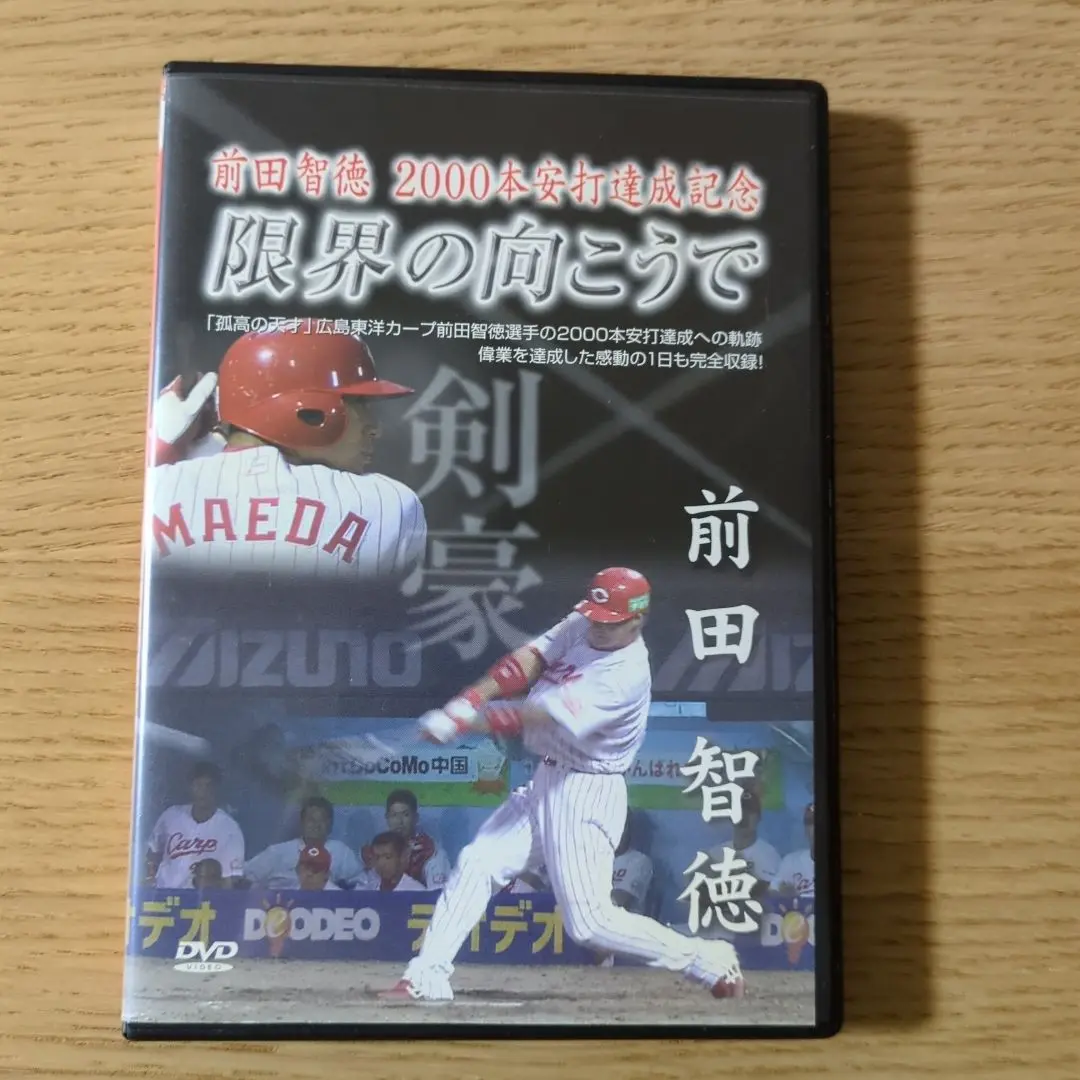 前田智徳 2000本安打達成記念
限界の向こうで
「孤高の天才」広島東洋カープ前田智徳選手の2000本安打達成への軌跡
偉業を達成した感動の1日も完全収録!
剣豪
MAEDA
前田智徳
MIZUNO
DoCoMo中国
Carp
デオ
DEODEO
デオデオ
DVD
VIDEO